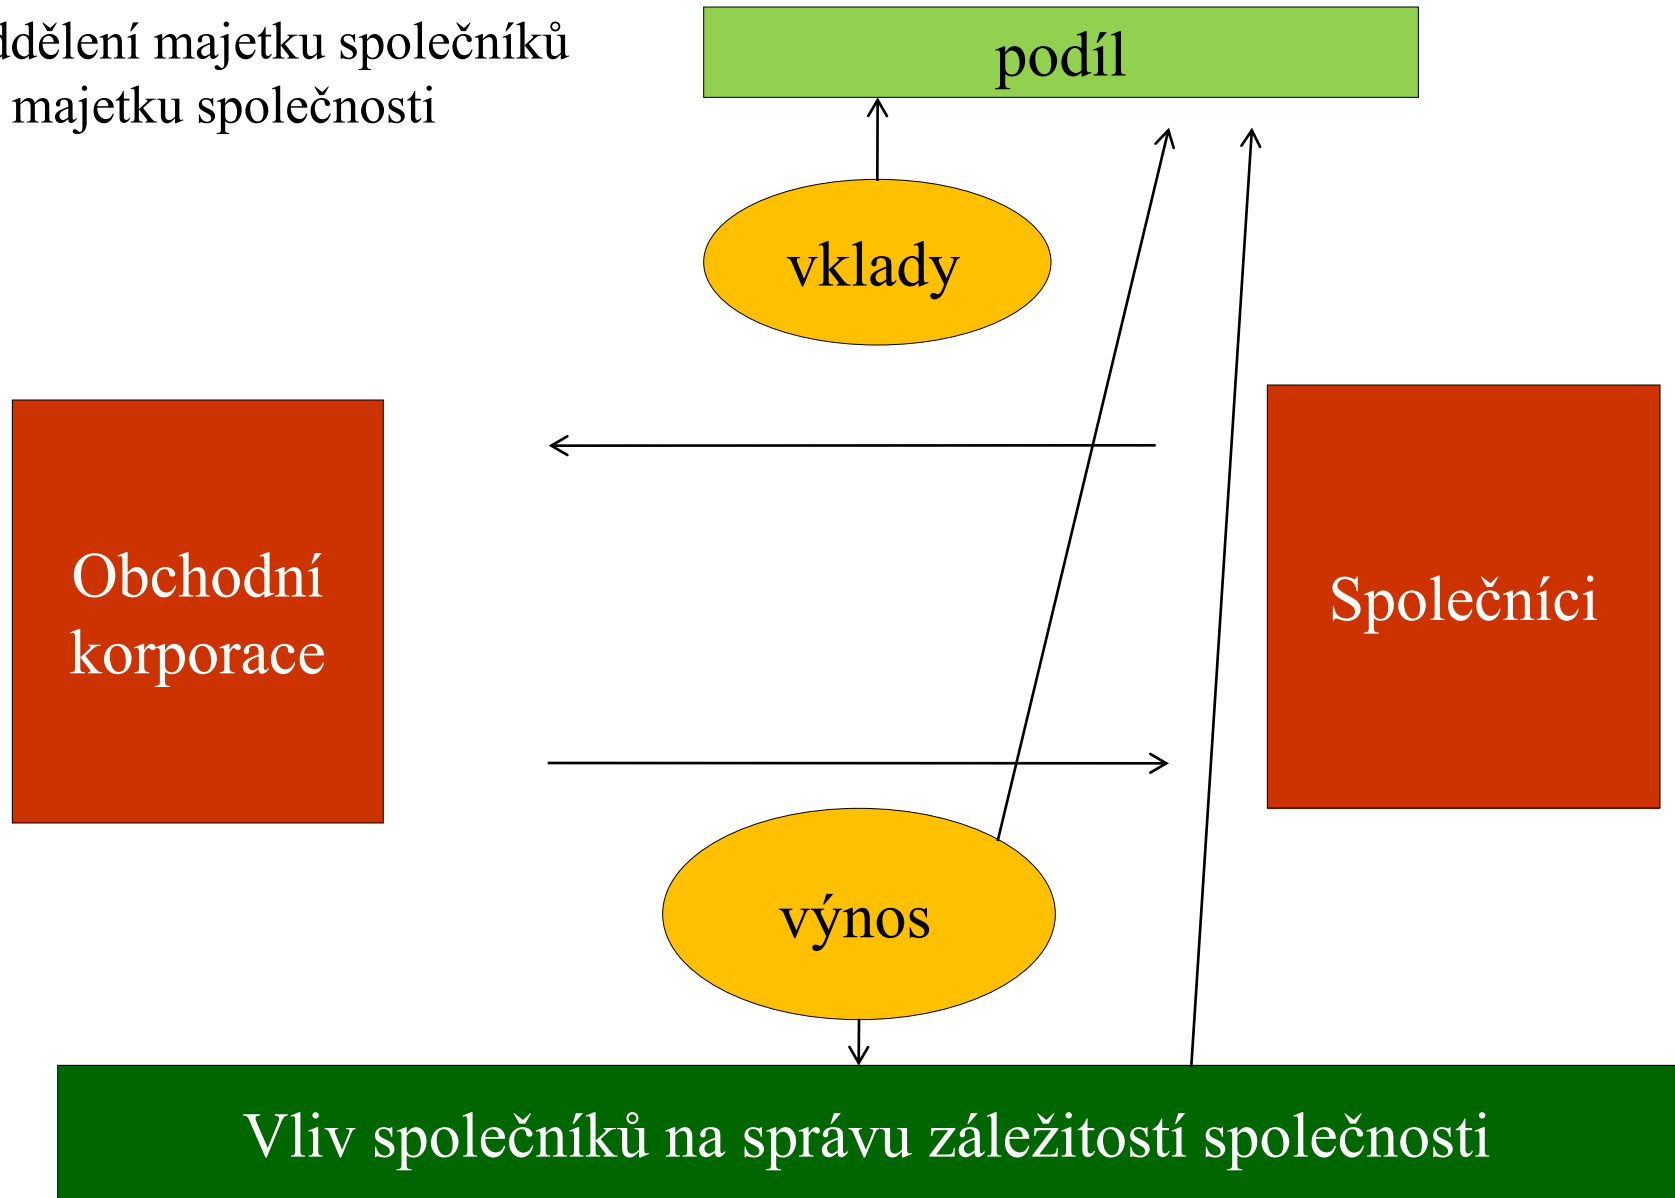 ddělení majetku společníků
majetku společnosti
podíl
vklady
Obchodní
korporace
Společníci
výnos
Vliv společníků na správu záležitostí společnosti